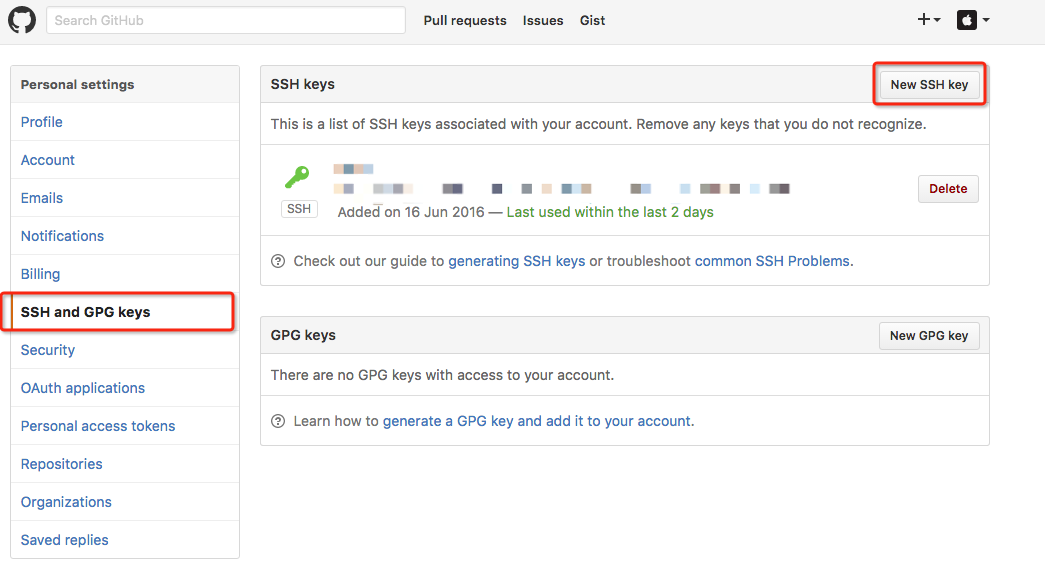 Search GitHub
Pull requests
Issues
Gist
Personal settings
Profile
Account
Emails
Notifications
Billing
SSH and GPG keys
Security
OAuth applications
Personal access tokens
Repositories
Organizations
Saved replies
SSH keys
New SSH key
This is a list of SSH keys associated with your account. Remove any keys that you do not recognize.
SSH
Added on 16 Jun 2016 — Last used within the last 2 days
Delete
Check out our guide to generating SSH keys or troubleshoot common SSH Problems.
GPG keys
New GPG key
There are no GPG keys with access to your account.
Learn how to generate a GPG key and add it to your account.